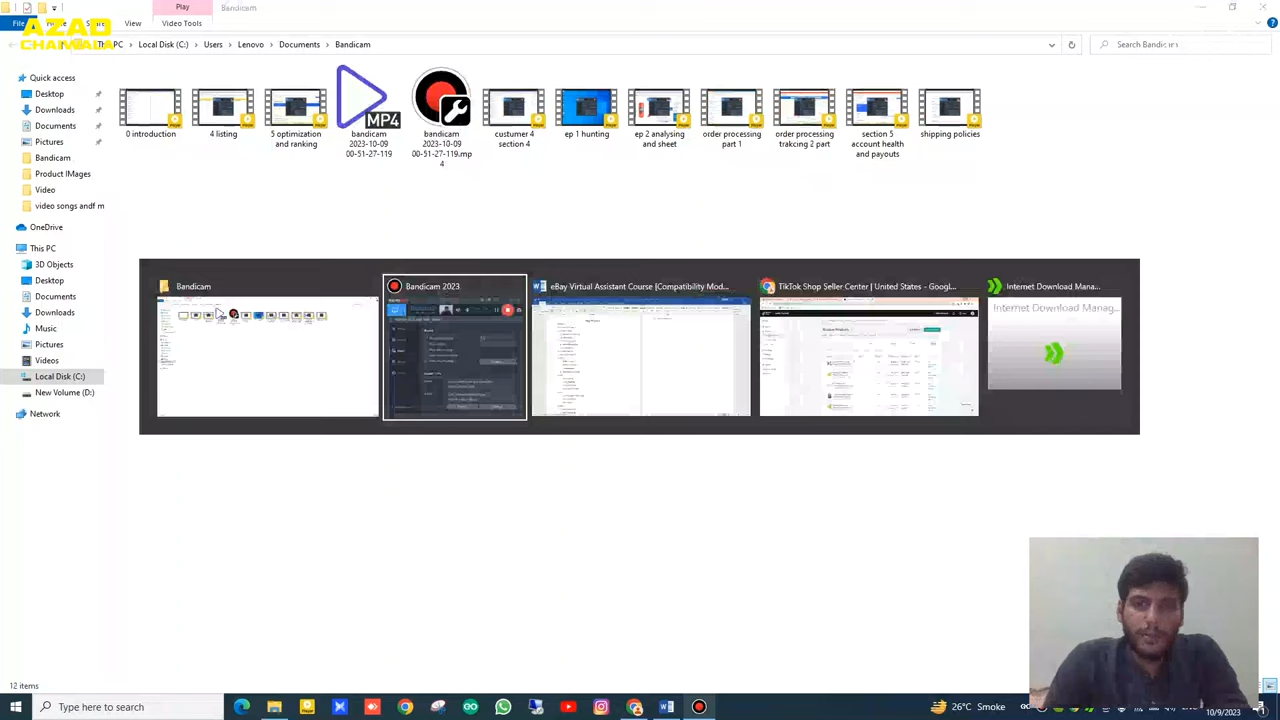 Play
Bandicam
File
View
Video Tools
AZAD
CHAMALA
PC
Local Disk (C:)
Users
Lenovo
Documents
Bandicam
Quick access
Desktop
Downloads
Documents
Pictures
Bandicam
Product IMages
Video
video songs andf m
OneDrive
This PC
3D Objects
Desktop
Documents
Downloads
Music
Pictures
Videos
Local Disk (C:)
New Volume (D:)
Network
0 introduction
4 listing
5 optimization
and ranking
bandicam
2023-10-09
00-51-27-119
MP4
bandicam
2023-10-09
00-51-27-119.mp
4
custumer 4
section 4
ep 1 hunting
ep 2 analysing
and sheet
order processing
part 1
order processing
trakcing 2 part
section 5
account health
and payouts
shipping policies
Bandicam
Bandicam 2023
eBay Virtual Assistant Course [Compatibility Mod...
TikTok Shop Seller Center | United States - Googl...
Internet Download Mana...
Internet Download Manag...
12 items
Type here to search
26°C Smoke
10/9/2023